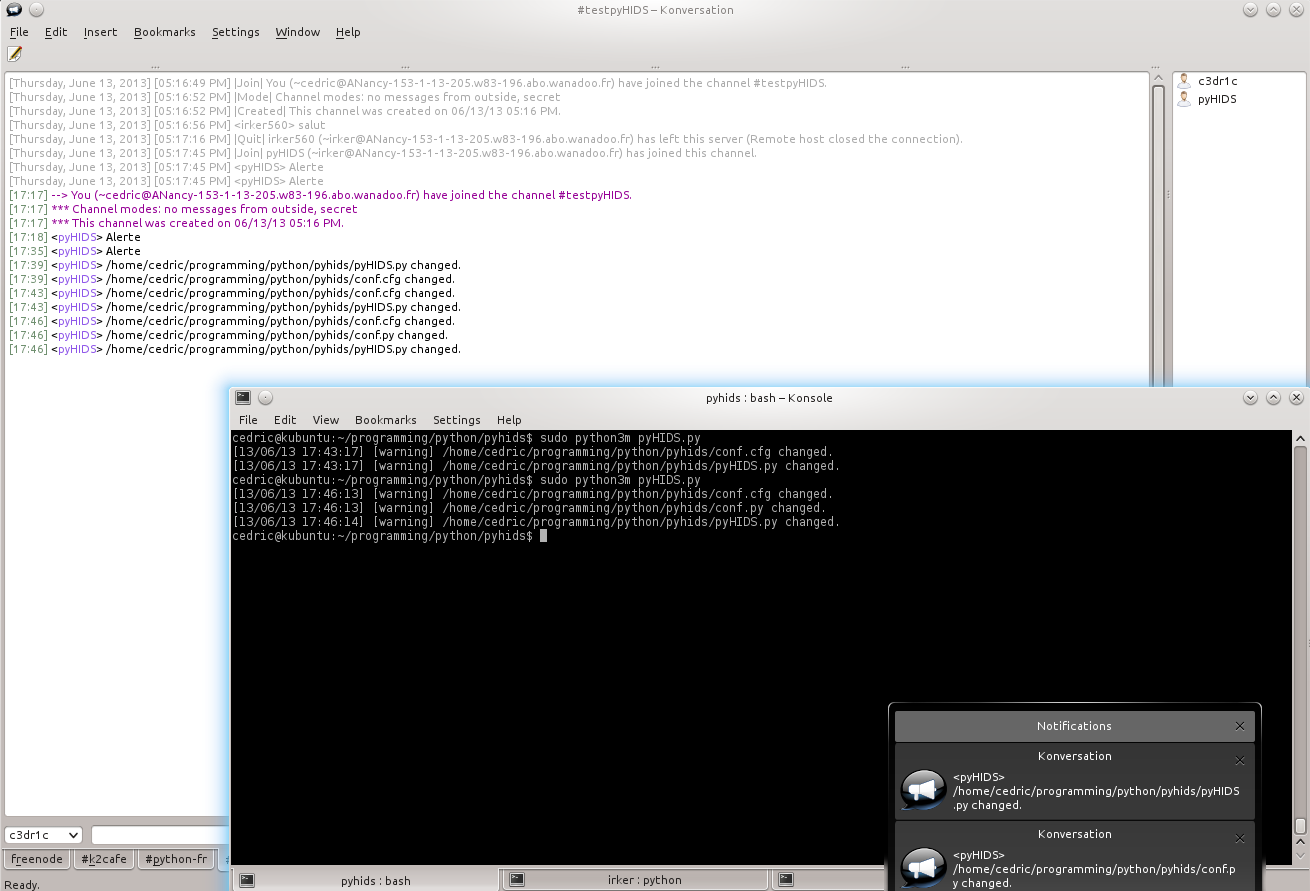 #testpyHIDS – Konversation
File Edit Insert Bookmarks Settings Window Help
[Thursday, June 13, 2013] [05:16:49 PM] |Join| You (~cedric@ANancy-153-1-13-205.w83-196.abo.wanadoo.fr) have joined the channel #testpyHIDS.
[Thursday, June 13, 2013] [05:16:52 PM] |Mode| Channel modes: no messages from outside, secret
[Thursday, June 13, 2013] [05:16:52 PM] |Created| This channel was created on 06/13/13 05:16 PM.
[Thursday, June 13, 2013] [05:16:56 PM] <irker560> salut
[Thursday, June 13, 2013] [05:17:16 PM] |Quit| irker560 (~irker@ANancy-153-1-13-205.w83-196.abo.wanadoo.fr) has left this server (Remote host closed the connection).
[Thursday, June 13, 2013] [05:17:45 PM] |Join| pyHIDS (~irker@ANancy-153-1-13-205.w83-196.abo.wanadoo.fr) has joined this channel.
[Thursday, June 13, 2013] [05:17:45 PM] <pyHIDS> Alerte
[Thursday, June 13, 2013] [05:17:45 PM] <pyHIDS> Alerte
[17:17] --> You (~cedric@ANancy-153-1-13-205.w83-196.abo.wanadoo.fr) have joined the channel #testpyHIDS.
[17:17] *** Channel modes: no messages from outside, secret
[17:17] *** This channel was created on 06/13/13 05:16 PM.
[17:18] <pyHIDS> Alerte
[17:35] <pyHIDS> Alerte
[17:39] <pyHIDS> /home/cedric/programming/python/pyhids/pyHIDS.py changed.
[17:39] <pyHIDS> /home/cedric/programming/python/pyhids/conf.cfg changed.
[17:43] <pyHIDS> /home/cedric/programming/python/pyhids/conf.cfg changed.
[17:43] <pyHIDS> /home/cedric/programming/python/pyhids/pyHIDS.py changed.
[17:46] <pyHIDS> /home/cedric/programming/python/pyhids/conf.cfg changed.
[17:46] <pyHIDS> /home/cedric/programming/python/pyhids/conf.py changed.
[17:46] <pyHIDS> /home/cedric/programming/python/pyhids/pyHIDS.py changed.
c3dr1c
pyHIDS
pyhids : bash – Konsole
File Edit View Bookmarks Settings Help
cedric@kubuntu:~/programming/python/pyhids$ sudo python3m pyHIDS.py
[13/06/13 17:43:17] [warning] /home/cedric/programming/python/pyhids/conf.cfg changed.
[13/06/13 17:43:17] [warning] /home/cedric/programming/python/pyhids/pyHIDS.py changed.
cedric@kubuntu:~/programming/python/pyhids$ sudo python3m pyHIDS.py
[13/06/13 17:46:13] [warning] /home/cedric/programming/python/pyhids/conf.cfg changed.
[13/06/13 17:46:13] [warning] /home/cedric/programming/python/pyhids/conf.py changed.
[13/06/13 17:46:14] [warning] /home/cedric/programming/python/pyhids/pyHIDS.py changed.
cedric@kubuntu:~/programming/python/pyhids$
Notifications
Konversation
<pyHIDS>
/home/cedric/programming/python/pyhids/pyHIDS
.py changed.
Konversation
<pyHIDS>
/home/cedric/programming/python/pyhids/conf.p
y changed.
c3dr1c
freenode #k2cafe #python-fr #
Ready.
pyhids : bash
irker : python